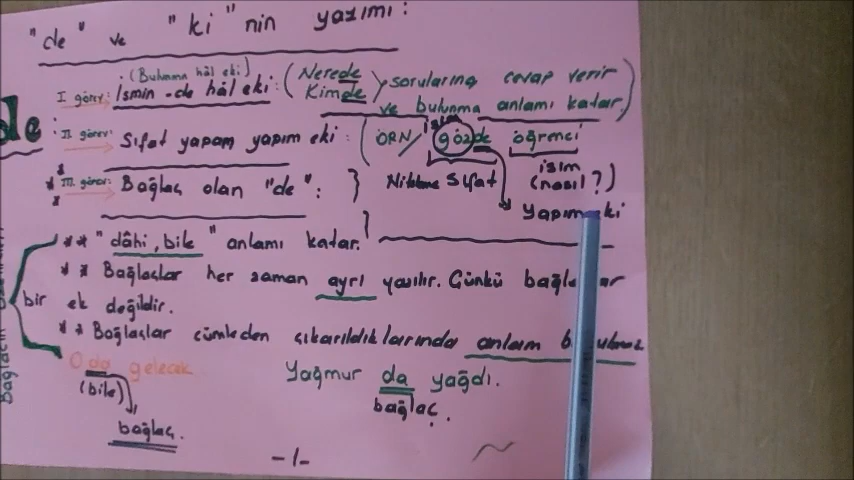 "de" ve "ki" nin yazımı:
(Bulunma hâl eki)
I görev: İsmin -de hâl eki: (Nerede Kimde) sorularına cevap verir
ve bulunma anlamı katar.)
de
II. görev: Sıfat yapan yapım eki: (ÖRN/ gözde öğrenci
isim
Niteleme Sıfat isim (nasıl?)
yapım eki
III. görev: Bağlaç olan "de":
** "dâhi, bile" anlamı katar.
** Bağlaçlar her zaman ayrı yazılır. Çünkü
bir ek değildir.
** Bağlaçlar cümleden çıkarıldıklarında anlam
O da gelecek Yağmur da yağdı.
(bile) bağlaç.
bağlaç.
-1-